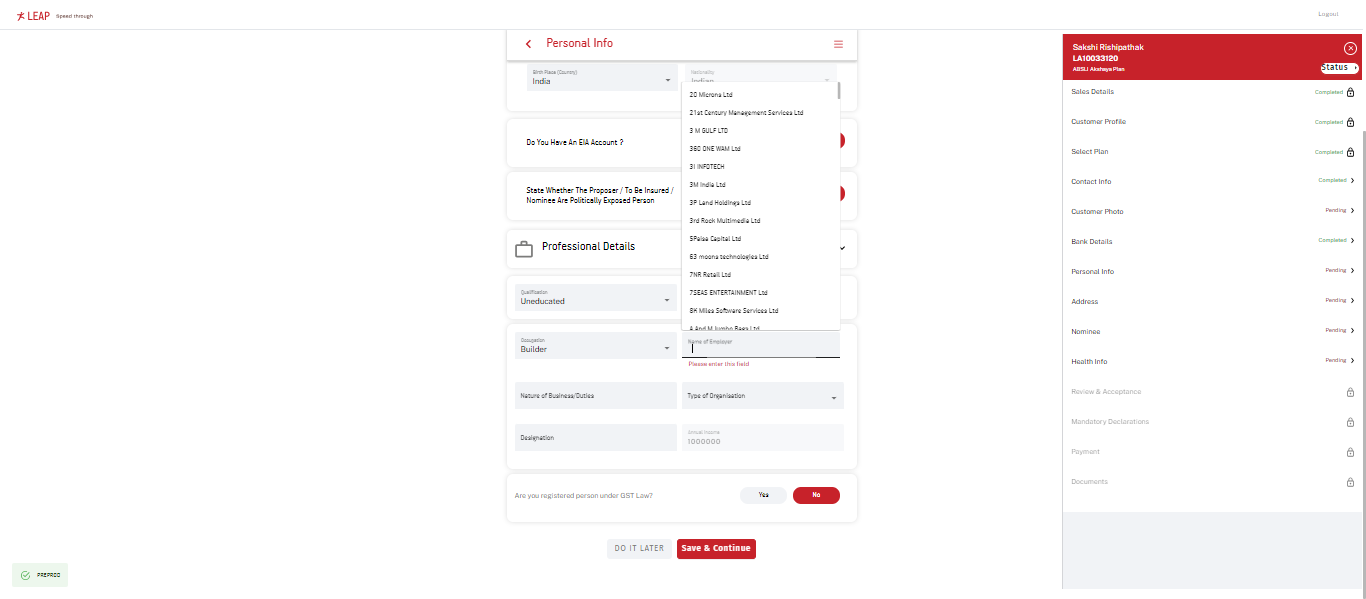 LEAP Speed through
Logout
Personal Info
Birth Place (Country)
India
Nationality
Indian
Do You Have An EIA Account ?
State Whether The Proposer / To Be Insured /
Nominee Are Politically Exposed Person
Professional Details
Qualification
Uneducated
20 Microns Ltd
21st Century Management Services Ltd
3 M GULF LTD
360 ONE WAM Ltd
3I INFOTECH
3M India Ltd
3P Land Holdings Ltd
3rd Rock Multimedia Ltd
5Paisa Capital Ltd
63 moons technologies Ltd
7NR Retail Ltd
7SEAS ENTERTAINMENT Ltd
8K Miles Software Services Ltd
A And M Jumbo Bags Ltd
Occupation
Builder
Name of Employer
Please enter this field
Nature of Business/Duties
Type of Organisation
Designation
Annual Income
1000000
Are you registered person under GST Law?
Yes
No
DO IT LATER
Save & Continue
PREPROD
Sakshi Rishipathak
LA10033120
ABSLI Akshaya Plan
Status
Sales Details Completed
Customer Profile Completed
Select Plan Completed
Contact Info Completed
Customer Photo Pending
Bank Details Completed
Personal Info Pending
Address Pending
Nominee Pending
Health Info Pending
Review & Acceptance
Mandatory Declarations
Payment
Documents